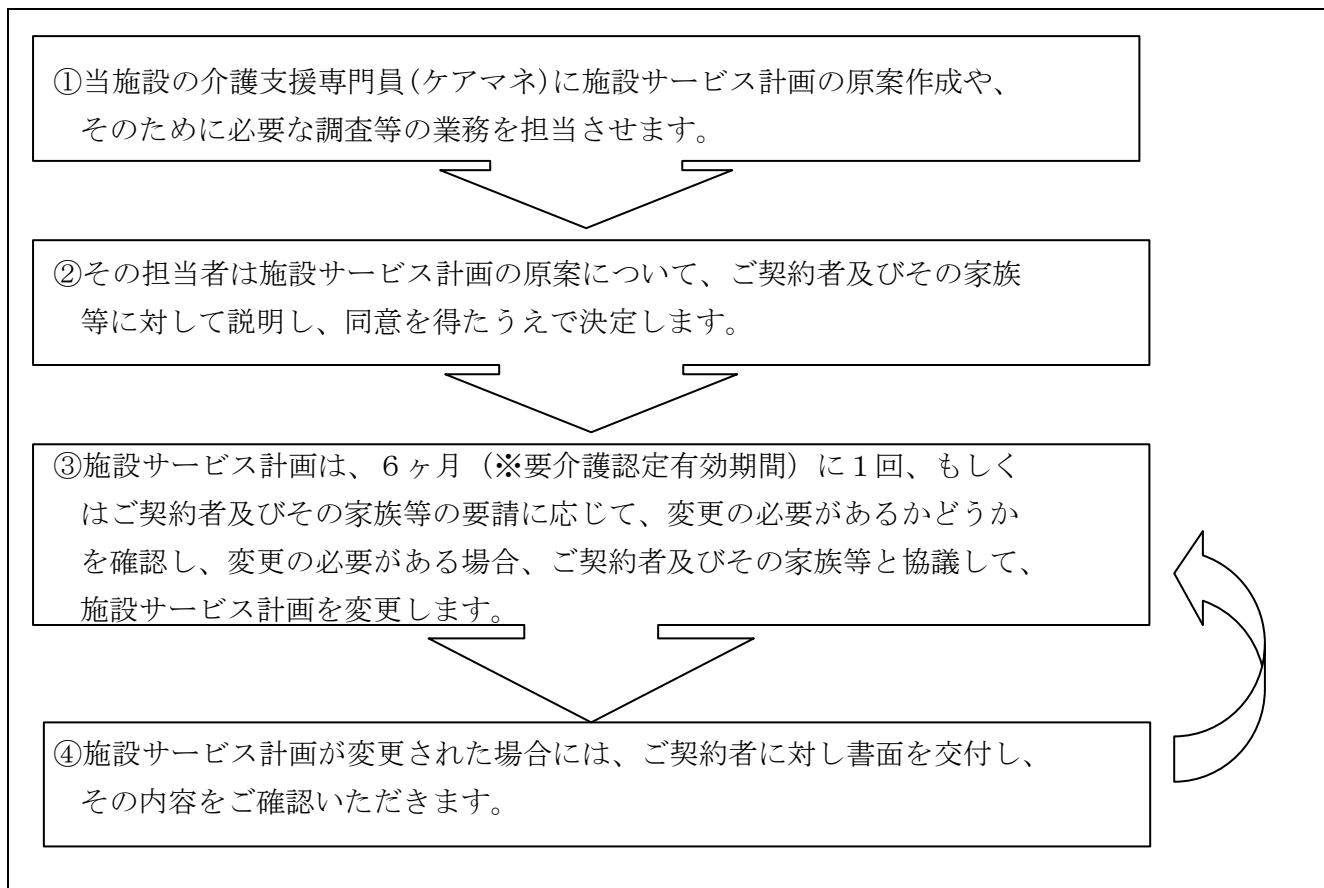 ①当施設の介護支援専門員(ケアマネ)に施設サービス計画の原案作成や、
そのために必要な調査等の業務を担当させます。
②その担当者は施設サービス計画の原案について、ご契約者及びその家族
等に対して説明し、同意を得たうえで決定します。
③施設サービス計画は、６ヶ月（※要介護認定有効期間）に１回、もしく
はご契約者及びその家族等の要請に応じて、変更の必要があるかどうか
を確認し、変更の必要がある場合、ご契約者及びその家族等と協議して、
施設サービス計画を変更します。
④施設サービス計画が変更された場合には、ご契約者に対し書面を交付し、
その内容をご確認いただきます。